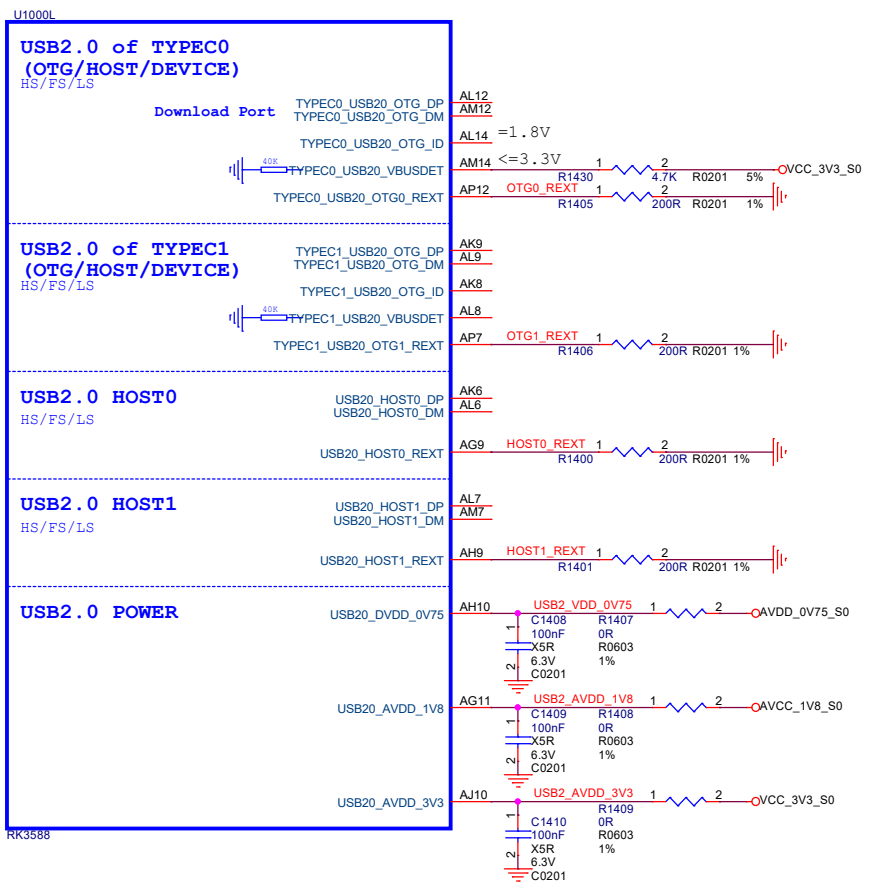 U1000L
USB2.0 of TYPEC0
(OTG/HOST/DEVICE)
HS/FS/LS
Download Port
TYPEC0_USB20_OTG_DP AL12
TYPEC0_USB20_OTG_DM AM12
TYPEC0_USB20_OTG_ID AL14 =1.8V
40K TYPEC0_USB20_VBUSDET AM14 <=3.3V 1 2 VCC_3V3_S0
R1430 4.7K R0201 5%
TYPEC0_USB20_OTG0_REXT AP12 OTG0_REXT 1 2
R1405 200R R0201 1%
USB2.0 of TYPEC1
(OTG/HOST/DEVICE)
HS/FS/LS
TYPEC1_USB20_OTG_DP AK9
TYPEC1_USB20_OTG_DM AL9
TYPEC1_USB20_OTG_ID AK8
40K TYPEC1_USB20_VBUSDET AL8
TYPEC1_USB20_OTG1_REXT AP7 OTG1_REXT 1 2
R1406 200R R0201 1%
USB2.0 HOST0
HS/FS/LS
USB20_HOST0_DP AK6
USB20_HOST0_DM AL6
USB20_HOST0_REXT AG9 HOST0_REXT 1 2
R1400 200R R0201 1%
USB2.0 HOST1
HS/FS/LS
USB20_HOST1_DP AL7
USB20_HOST1_DM AM7
USB20_HOST1_REXT AH9 HOST1_REXT 1 2
R1401 200R R0201 1%
USB2.0 POWER
USB20_DVDD_0V75 AH10 USB2_VDD_0V75 1 2 AVDD_0V75_S0
1 C1408 R1407
100nF 0R
X5R R0603
2 6.3V 1%
C0201
USB20_AVDD_1V8 AG11 USB2_AVDD_1V8 1 2 AVCC_1V8_S0
1 C1409 R1408
100nF 0R
X5R R0603
2 6.3V 1%
C0201
USB20_AVDD_3V3 AJ10 USB2_AVDD_3V3 1 2 VCC_3V3_S0
R1409
1 C1410 0R
100nF R0603
2 X5R 1%
6.3V
C0201
RK3588